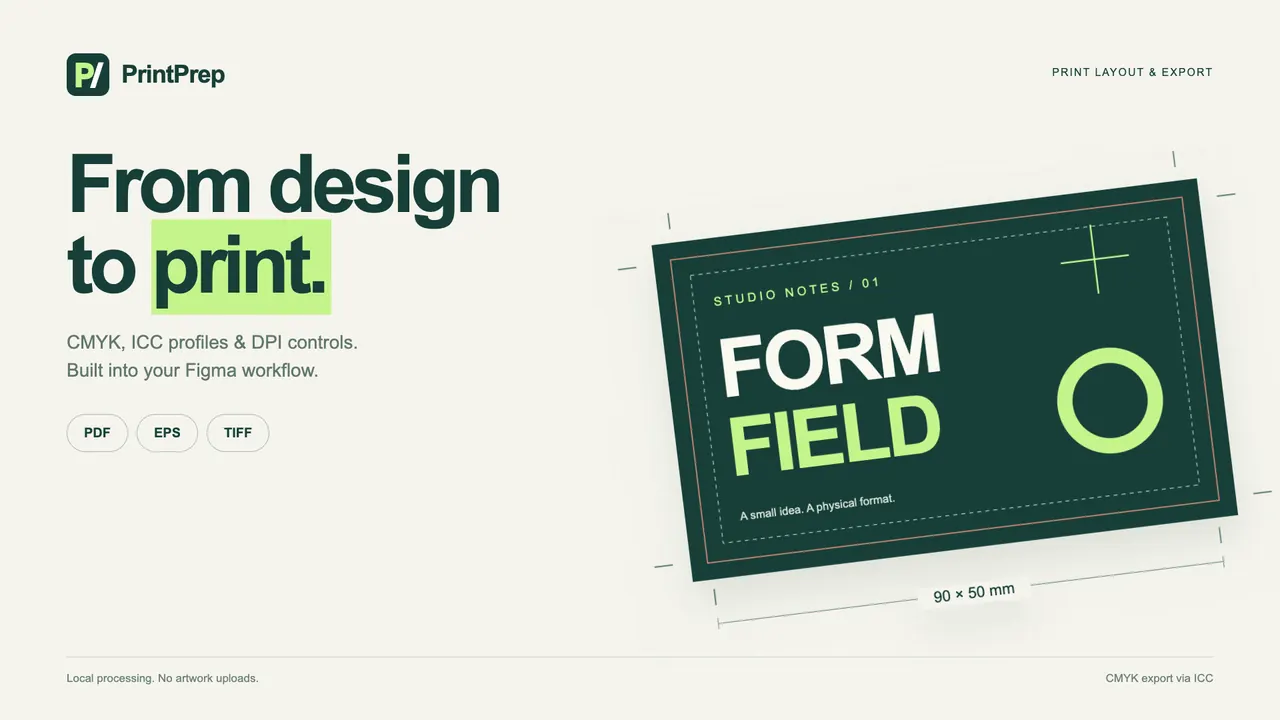 P/ PrintPrep
PRINT LAYOUT & EXPORT
From design
to print.
CMYK, ICC profiles & DPI controls.
Built into your Figma workflow.
PDF
EPS
TIFF
STUDIO NOTES / 01
FORM
FIELD
A small idea. A physical format.
90 × 50 mm
Local processing. No artwork uploads.
CMYK export via ICC